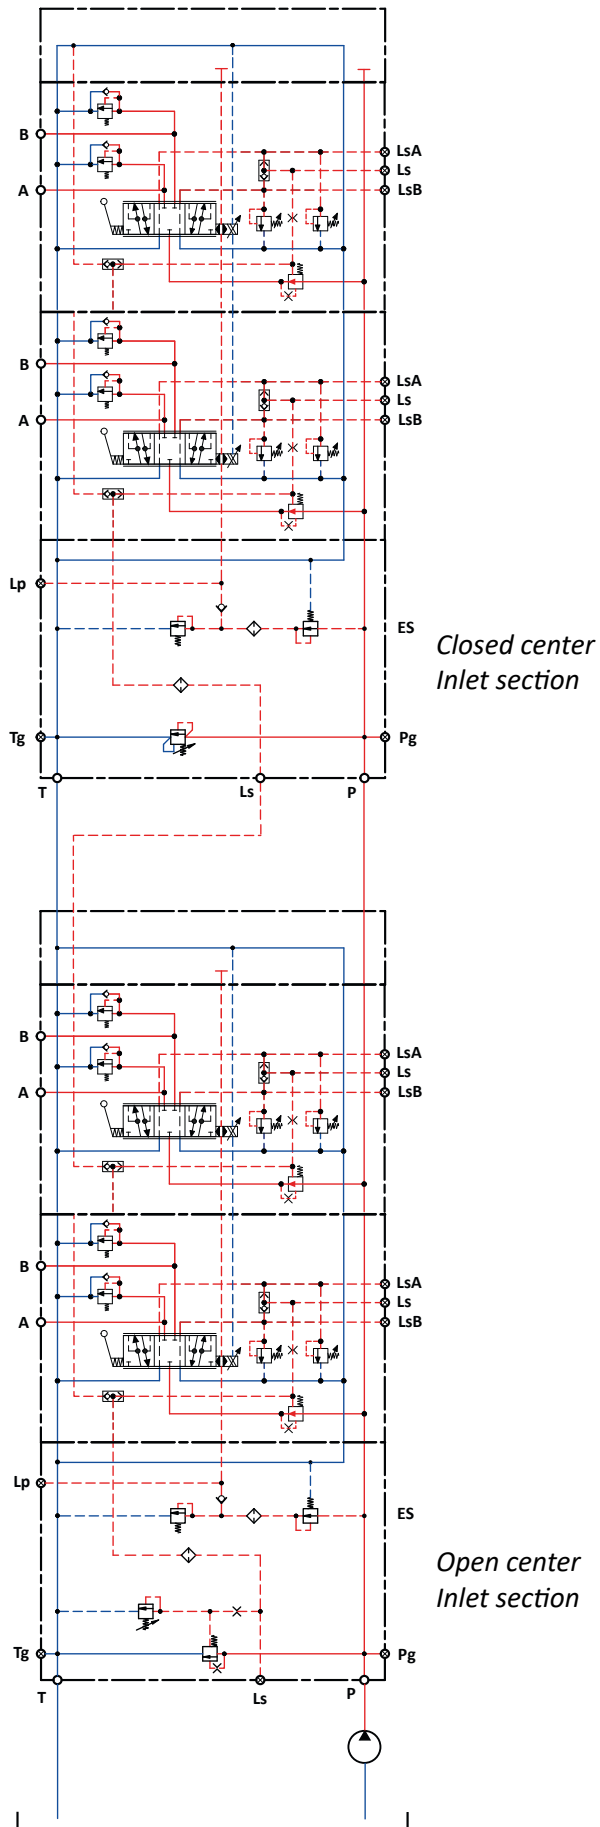 B
LsA
Ls
A
LsB
B
LsA
Ls
A
LsB
Lp
ES
Closed center
Inlet section
Tg
Pg
T
Ls
P
B
LsA
Ls
A
LsB
B
LsA
Ls
A
LsB
Lp
ES
Open center
Inlet section
Tg
Pg
T
Ls
P